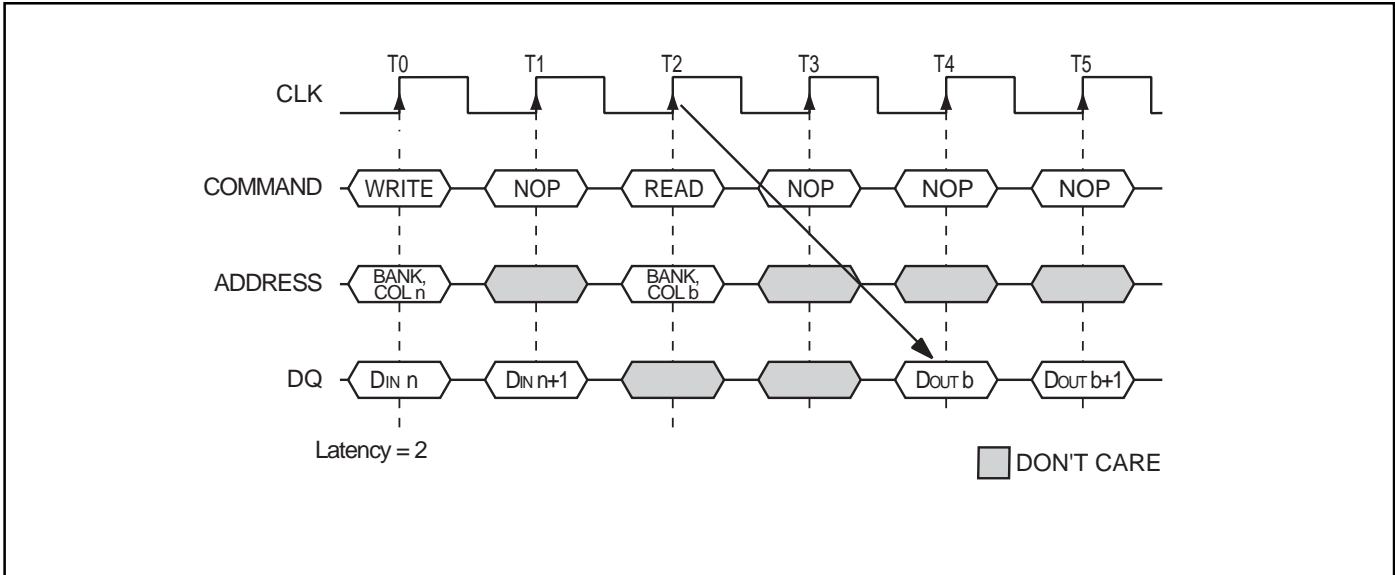 T0 T1 T2 T3 T4 T5
CLK
COMMAND WRITE NOP READ NOP NOP NOP
ADDRESS BANK, COL n BANK, COL b
DQ DIN n DIN n+1 DOUT b DOUT b+1
Latency = 2
DON'T CARE